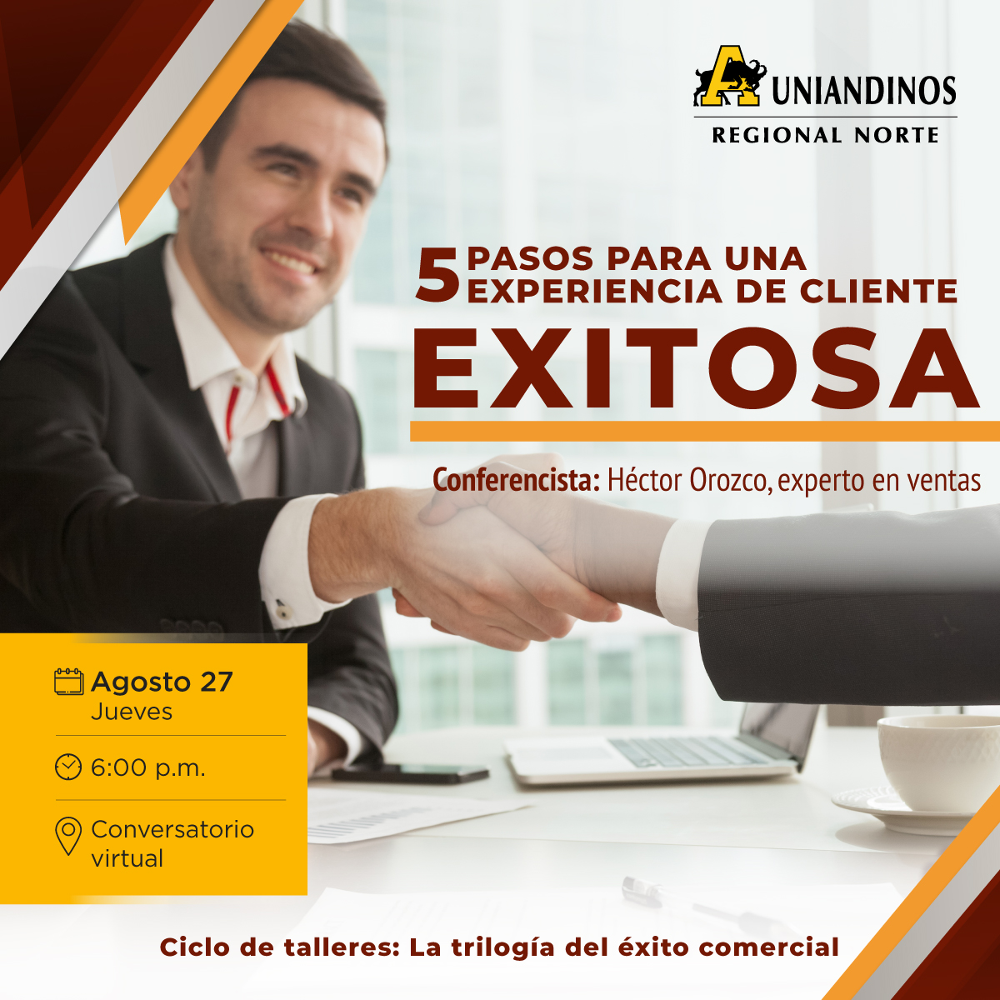 UNIANDINOS
REGIONAL NORTE
5 PASOS PARA UNA
EXPERIENCIA DE CLIENTE
EXITOSA
Conferencista: Héctor Orozco, experto en ventas
Agosto 27
Jueves
6:00 p.m.
Conversatorio
virtual
Ciclo de talleres: La trilogía del éxito comercial